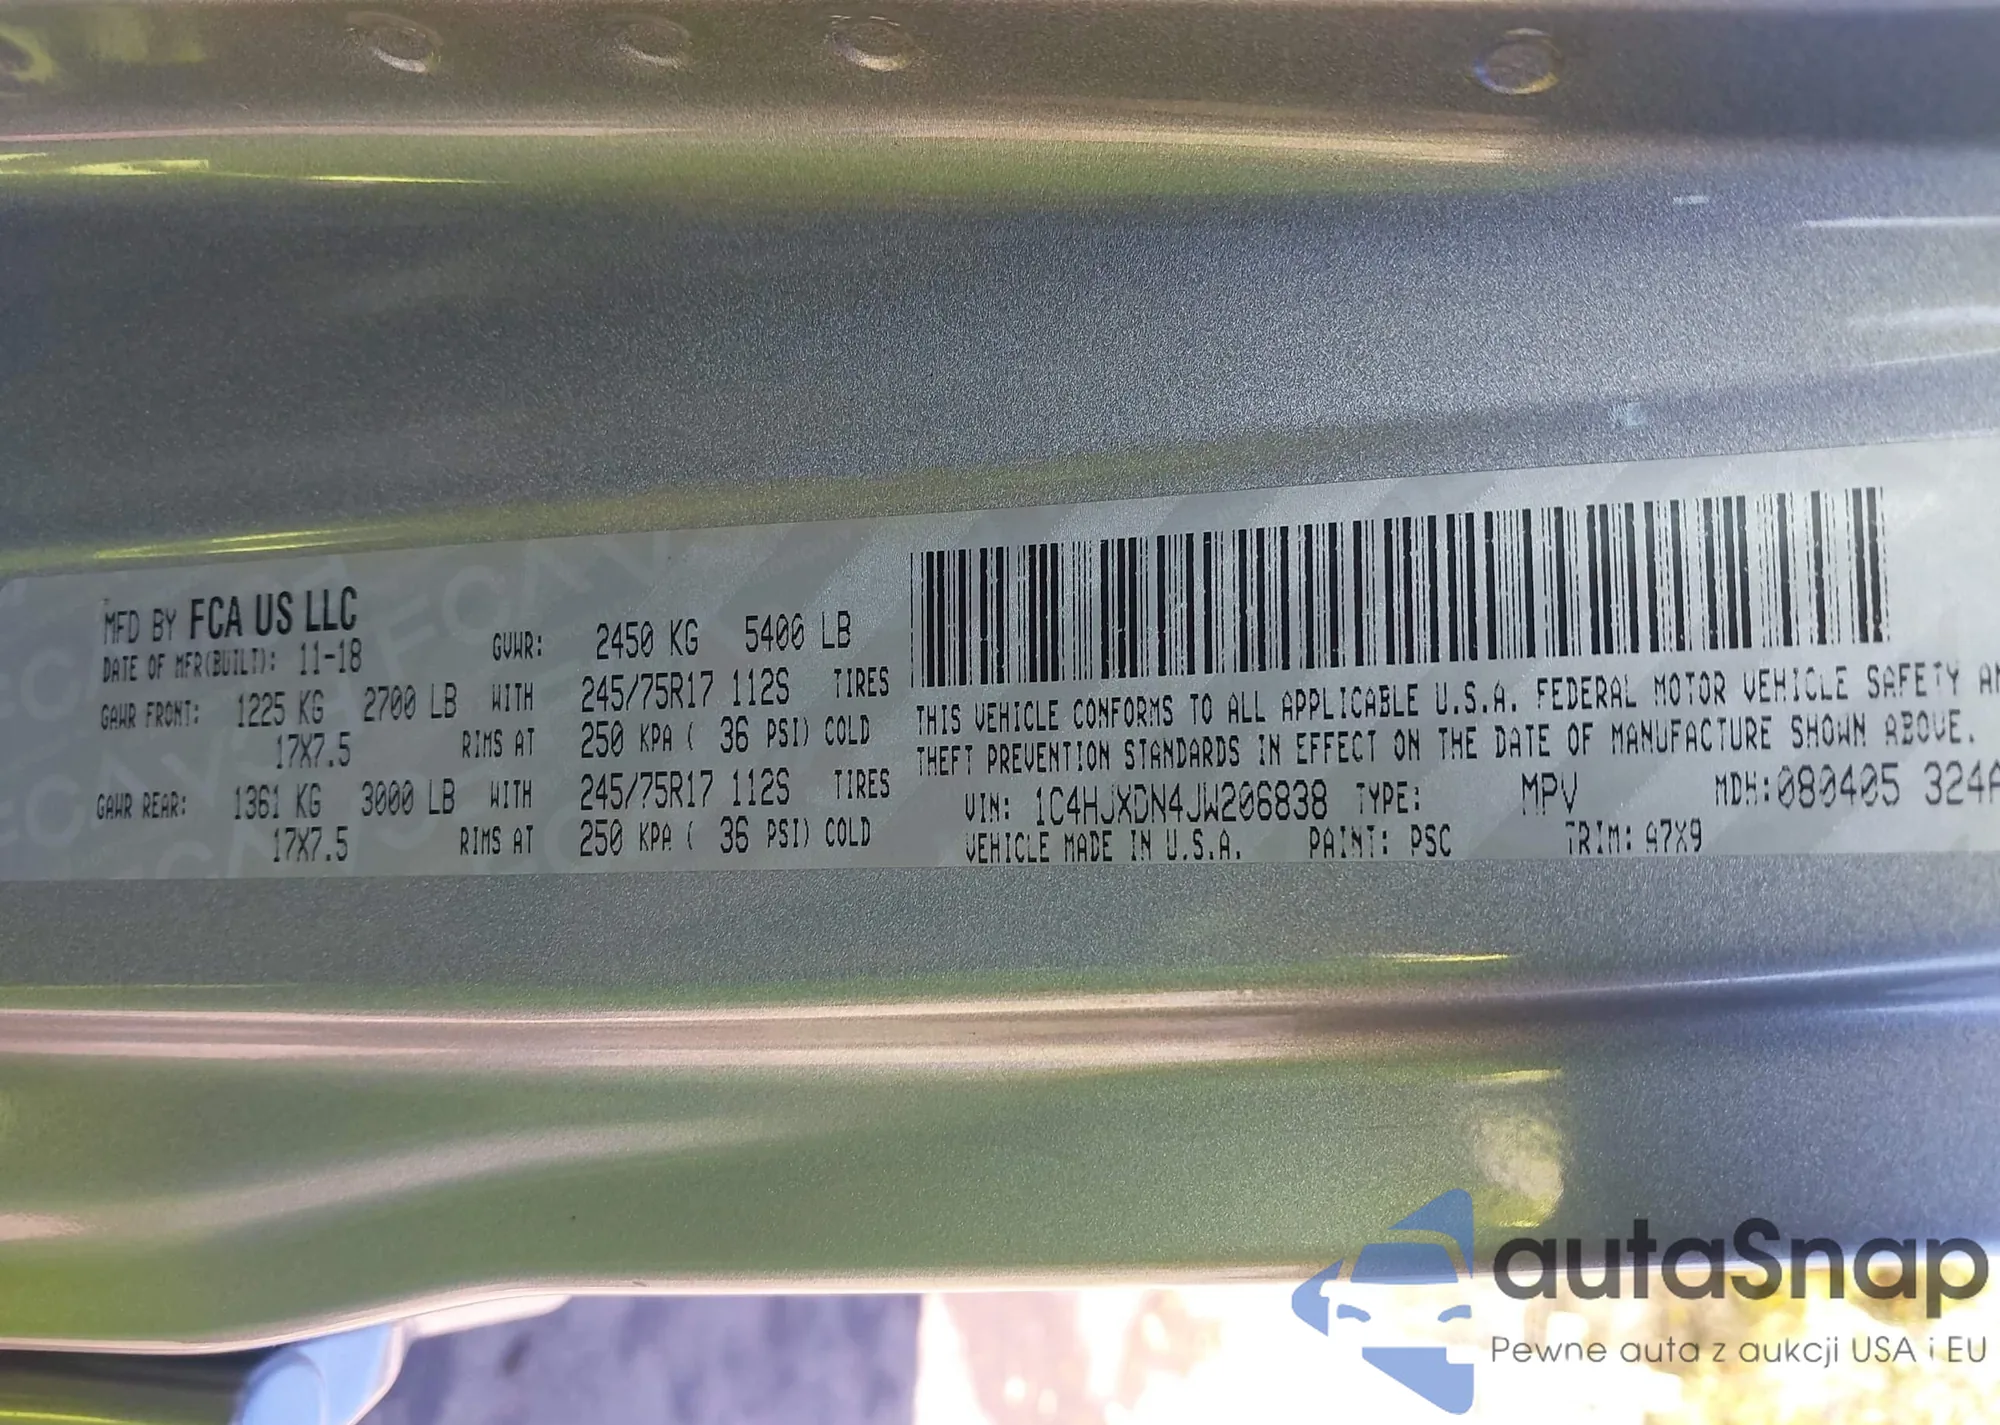 MFD BY FCA US LLC
DATE OF MFR(BUILT): 11-18
GVWR: 2450 KG 5400 LB
GAWR FRONT: 1225 KG 2700 LB WITH 245/75R17 112S TIRES
17X7.5 RIMS AT 250 KPA ( 36 PSI) COLD
GAWR REAR: 1361 KG 3000 LB WITH 245/75R17 112S TIRES
17X7.5 RIMS AT 250 KPA ( 36 PSI) COLD
THIS VEHICLE CONFORMS TO ALL APPLICABLE U.S.A. FEDERAL MOTOR VEHICLE SAFETY
THEFT PREVENTION STANDARDS IN EFFECT ON THE DATE OF MANUFACTURE SHOWN ABOVE.
VIN: 1C4HJXDN4JW206838 TYPE: MPV MDH:080405 324A
VEHICLE MADE IN U.S.A. PAINT: PSC TRIM: A7X9
autaSnap
Pewne auta z aukcji USA i EU